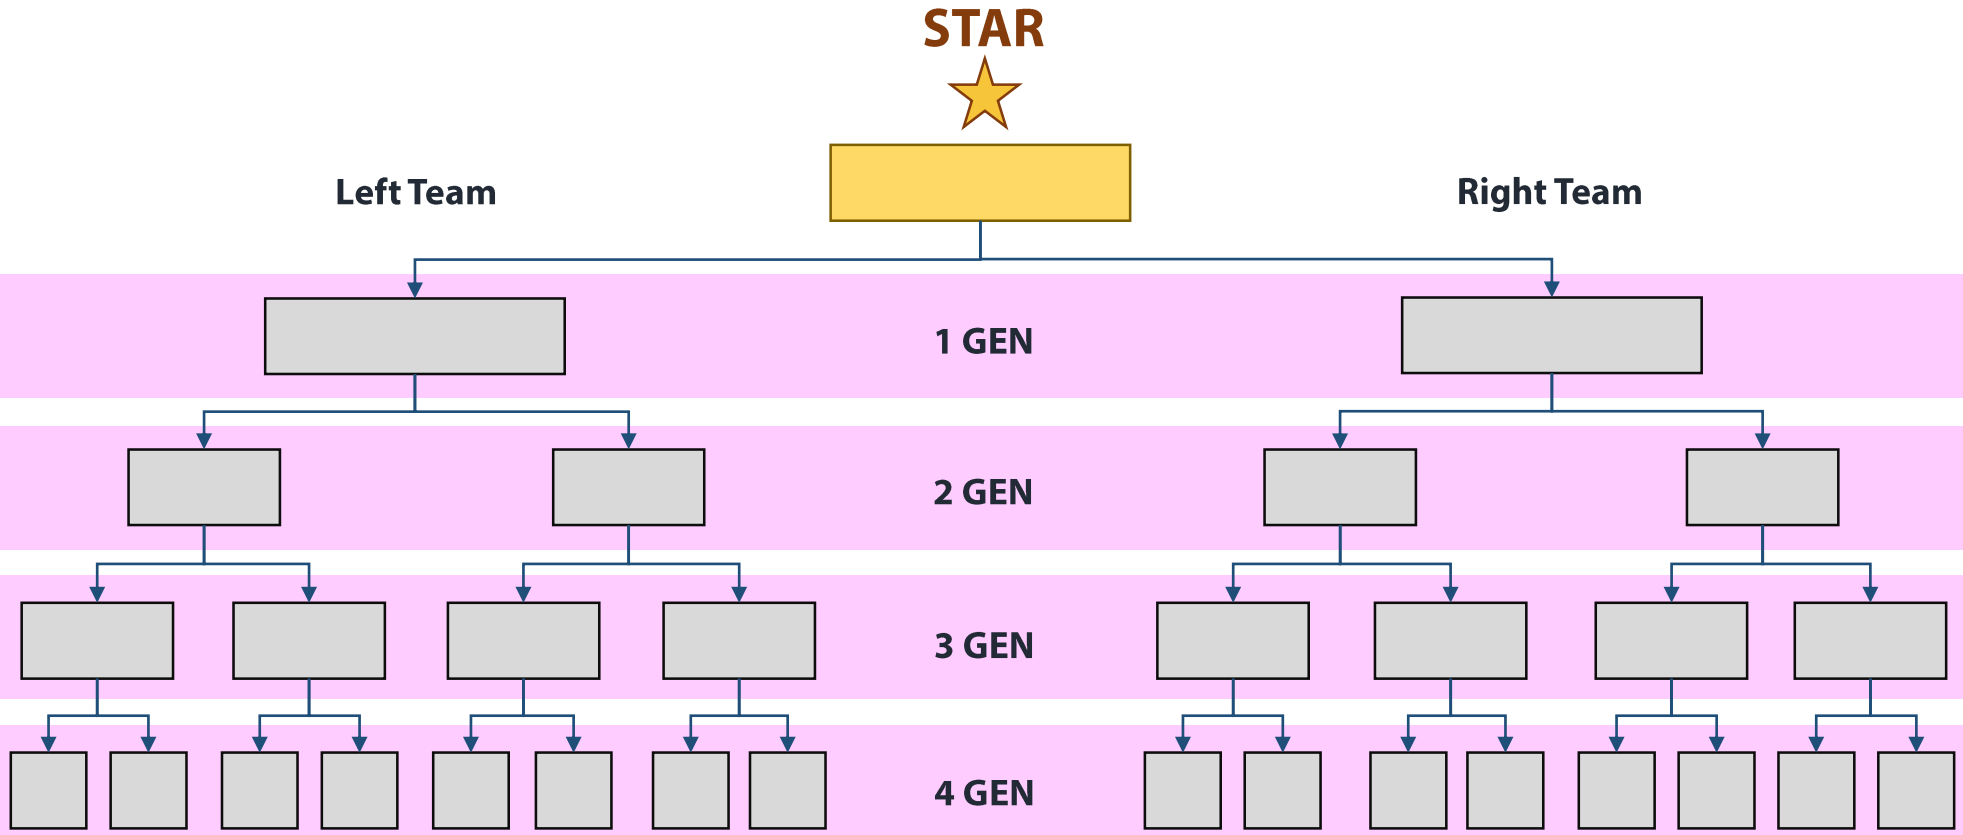 STAR
Left Team
Right Team
1 GEN
2 GEN
3 GEN
4 GEN